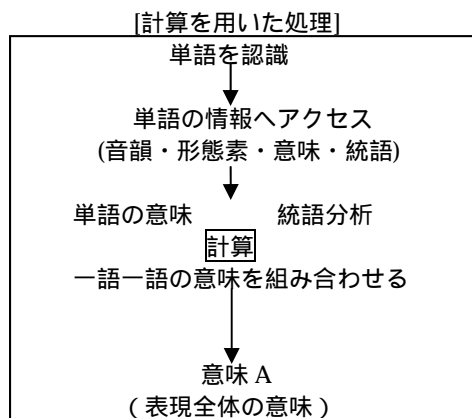 [計算を用いた処理]
単語を認識
単語の情報へアクセス
(音韻・形態素・意味・統語)
単語の意味 統語分析
計算
一語一語の意味を組み合わせる
意味 A
(表現全体の意味)